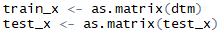 train_x <- as.matrix(dtm)
test_x <- as.matrix(test_x)